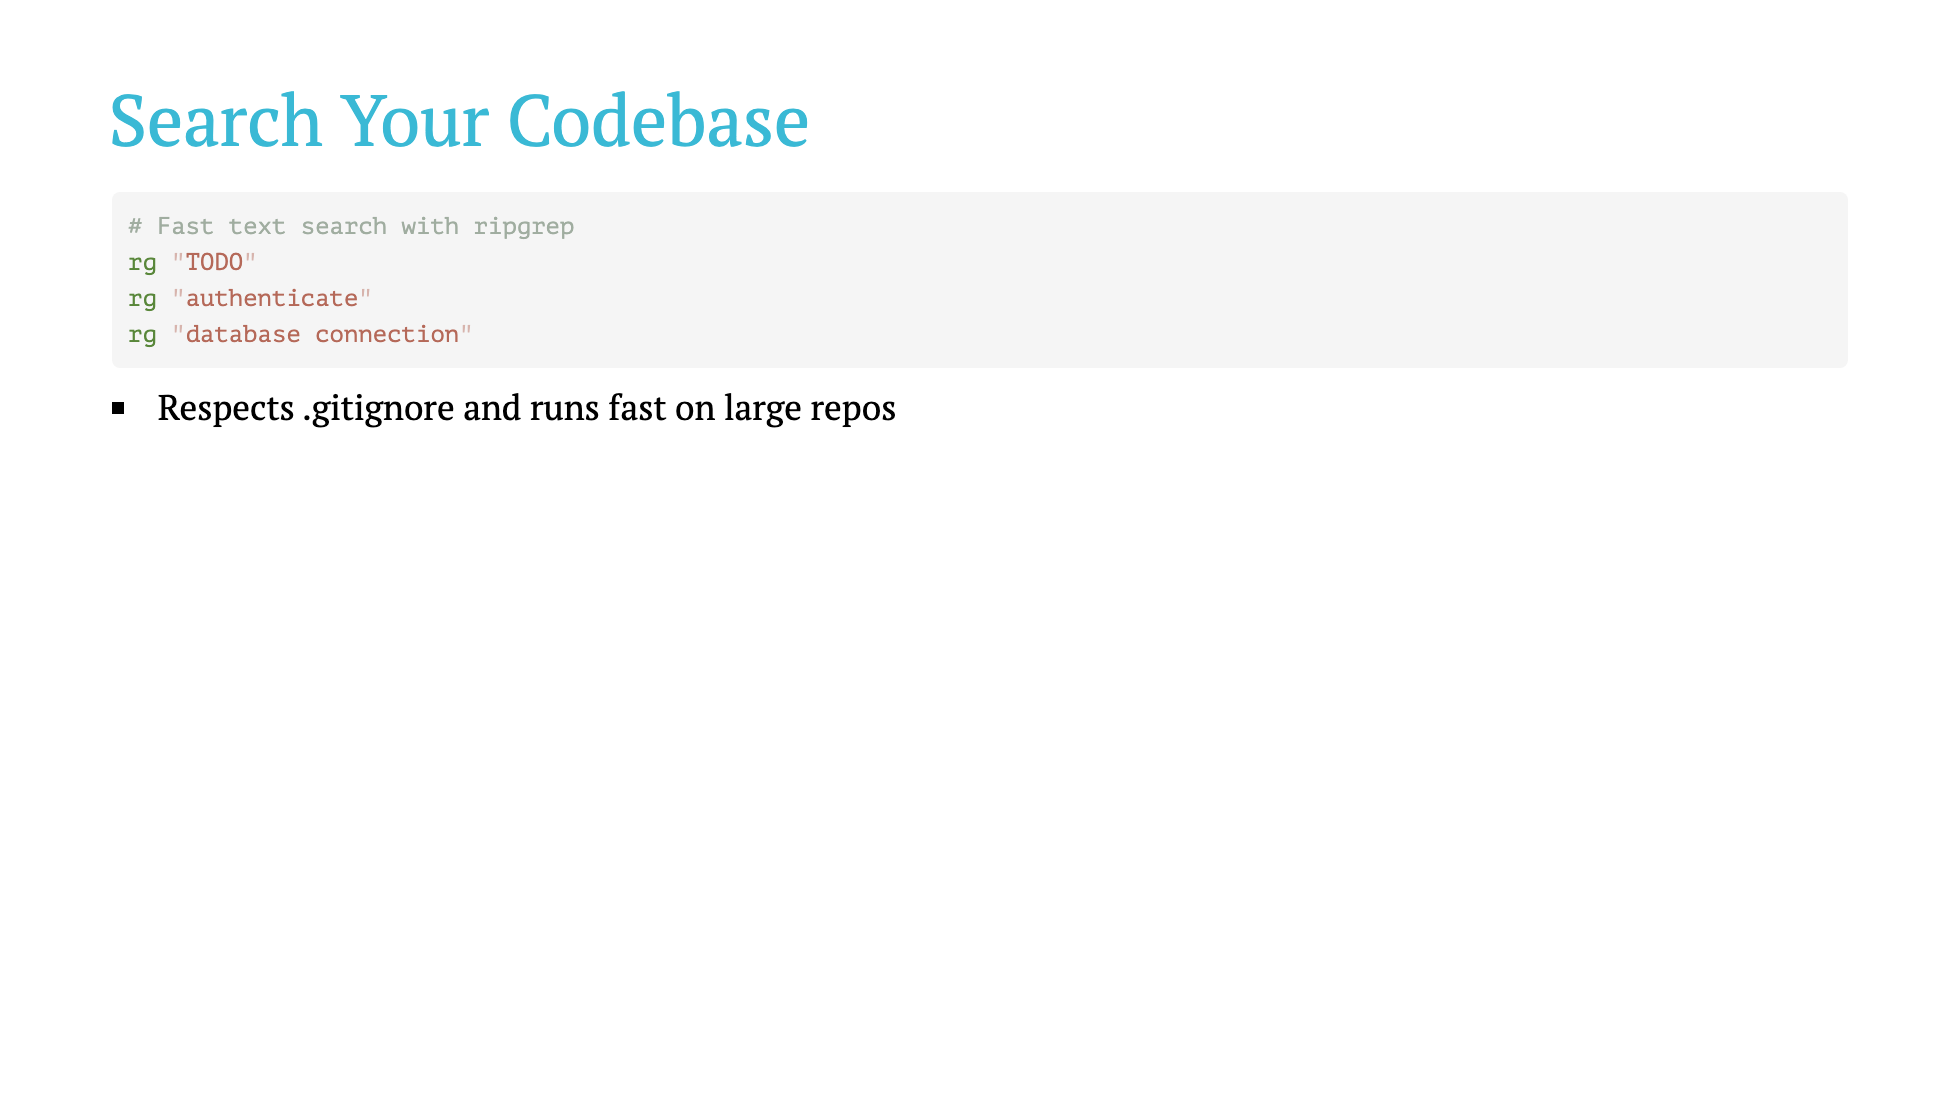 Search Your Codebase
# Fast text search with ripgrep
rg "TODO"
rg "authenticate"
rg "database connection"
▪ Respects .gitignore and runs fast on large repos